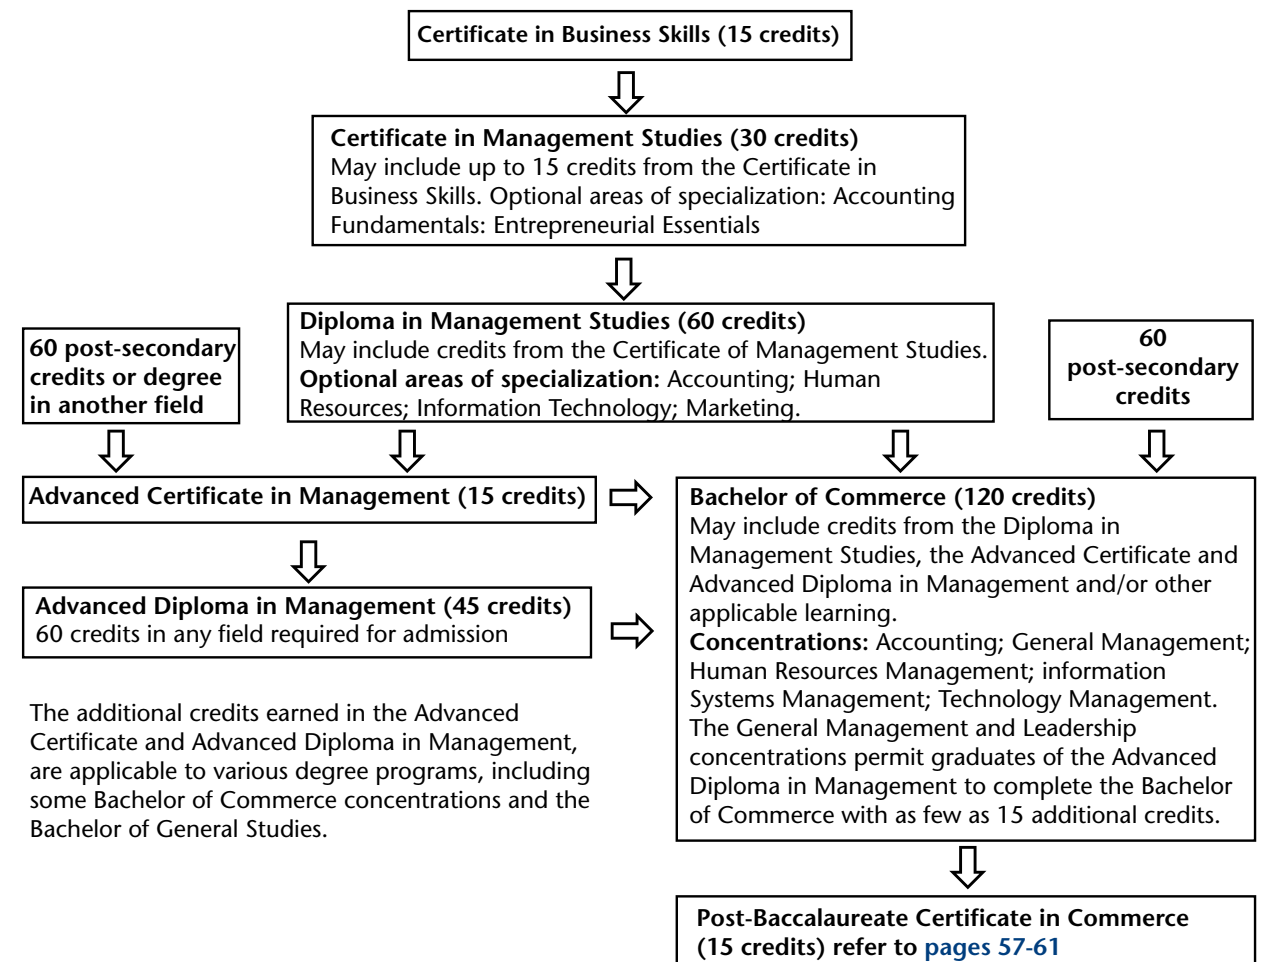 Certificate in Business Skills (15 credits)
Certificate in Management Studies (30 credits)
May include up to 15 credits from the Certificate in
Business Skills. Optional areas of specialization: Accounting
Fundamentals: Entrepreneurial Essentials
60 post-secondary
credits or degree
in another field
Diploma in Management Studies (60 credits)
May include credits from the Certificate of Management Studies.
Optional areas of specialization: Accounting; Human
Resources; Information Technology; Marketing.
60
post-secondary
credits
Advanced Certificate in Management (15 credits)
Advanced Diploma in Management (45 credits)
60 credits in any field required for admission
The additional credits earned in the Advanced
Certificate and Advanced Diploma in Management,
are applicable to various degree programs, including
some Bachelor of Commerce concentrations and the
Bachelor of General Studies.
Bachelor of Commerce (120 credits)
May include credits from the Diploma in
Management Studies, the Advanced Certificate and
Advanced Diploma in Management and/or other
applicable learning.
Concentrations: Accounting; General Management;
Human Resources Management; information
Systems Management; Technology Management.
The General Management and Leadership
concentrations permit graduates of the Advanced
Diploma in Management to complete the Bachelor
of Commerce with as few as 15 additional credits.
Post-Baccalaureate Certificate in Commerce
(15 credits) refer to pages 57-61